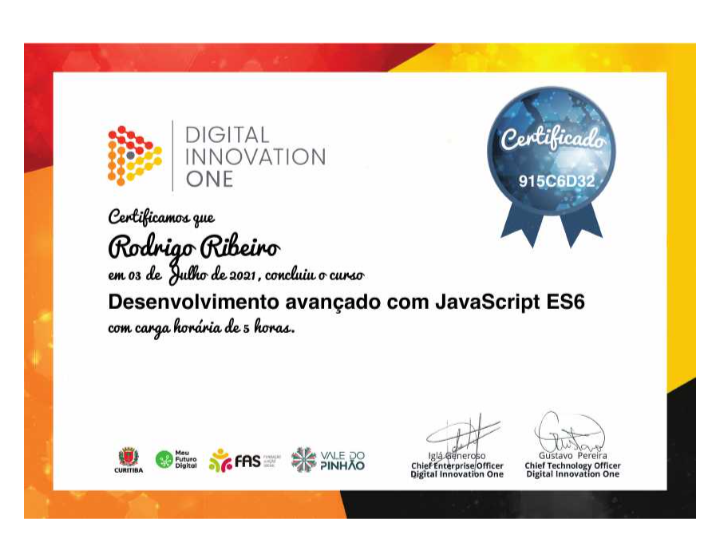 DIGITAL
INNOVATION
ONE
Certificado
915C6D32
Certificamos que
Rodrigo Ribeiro
em 03 de Julho de 2021, concluiu o curso
Desenvolvimento avançado com JavaScript ES6
com carga horária de 5 horas.
CURITIBA
Meu
Futuro
Digital
FAS
VALE DO
PINHÃO
Iglá Generoso
Chief Enterprise Officer
Digital Innovation One
Gustavo Pereira
Chief Technology Officer
Digital Innovation One